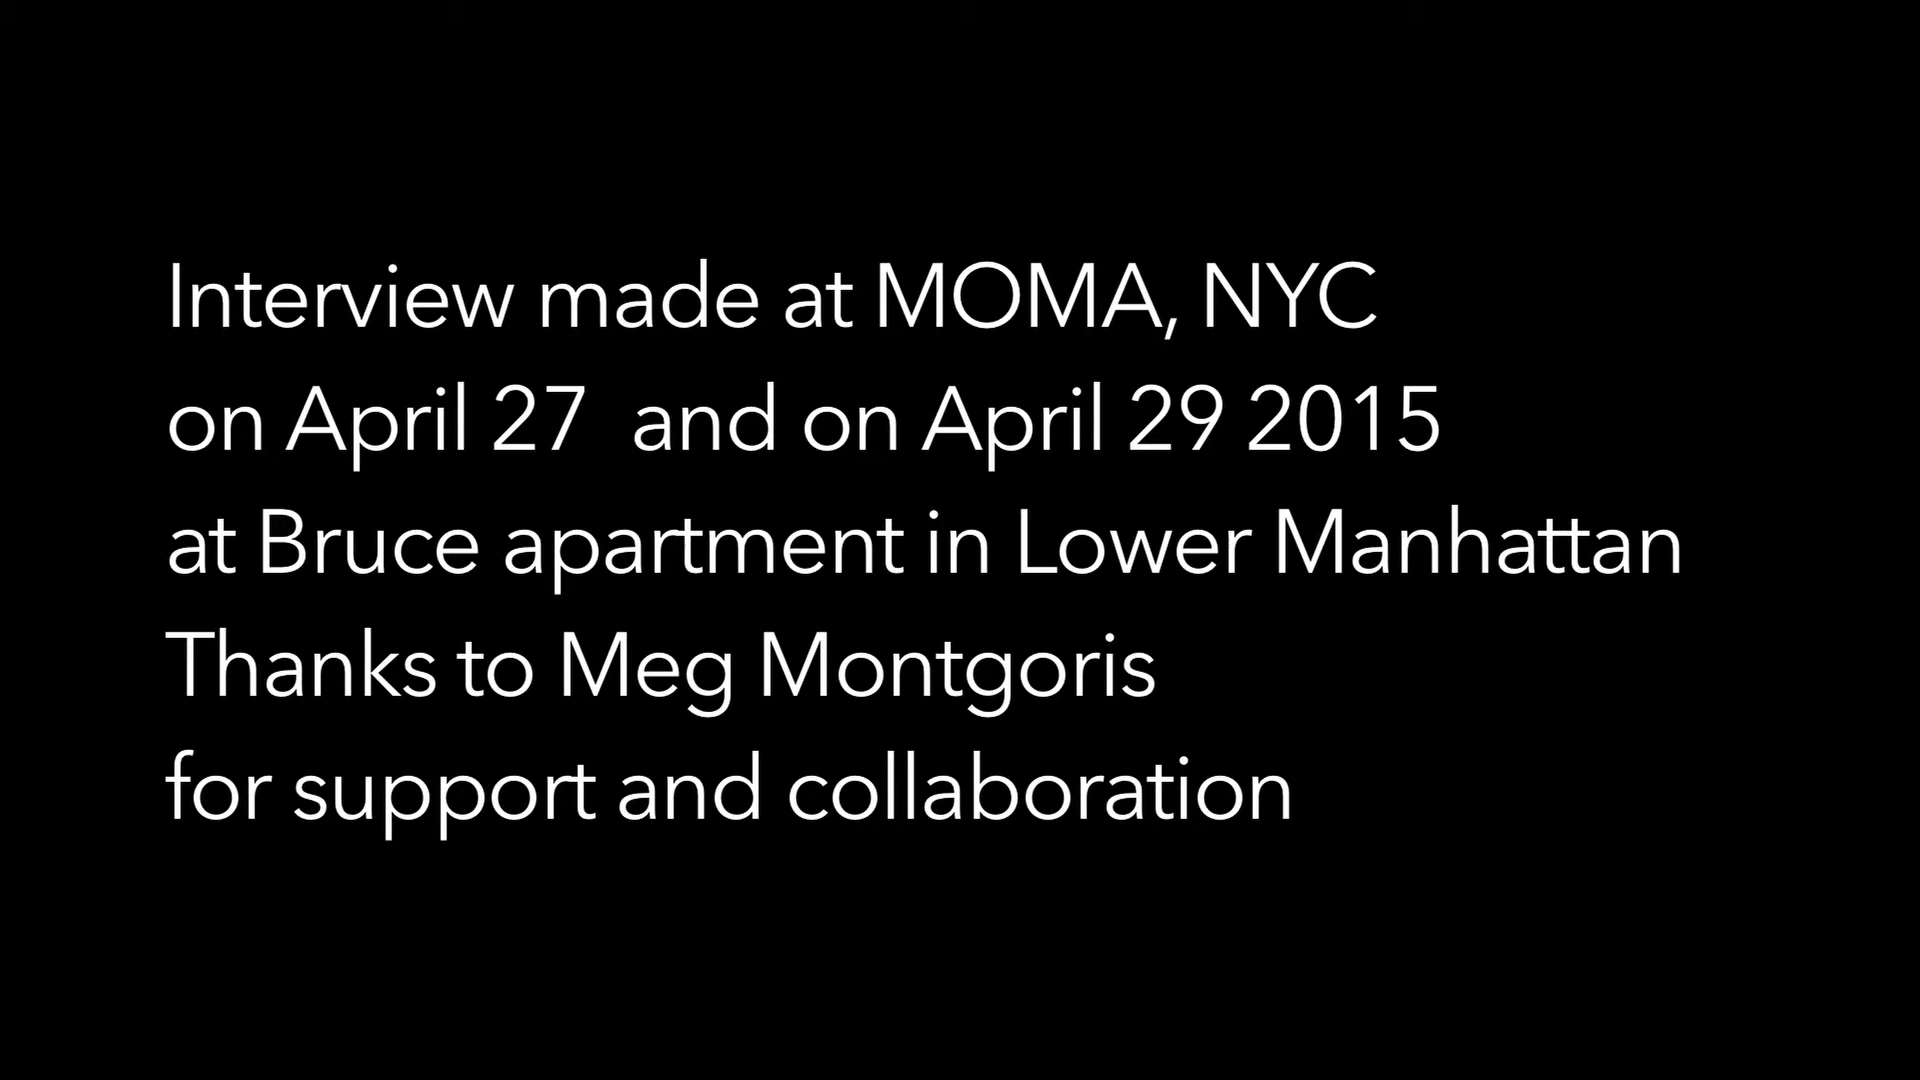 Interview made at MOMA, NYC
on April 27  and on April 29 2015
at Bruce apartment in Lower Manhattan
Thanks to Meg Montgoris
for support and collaboration